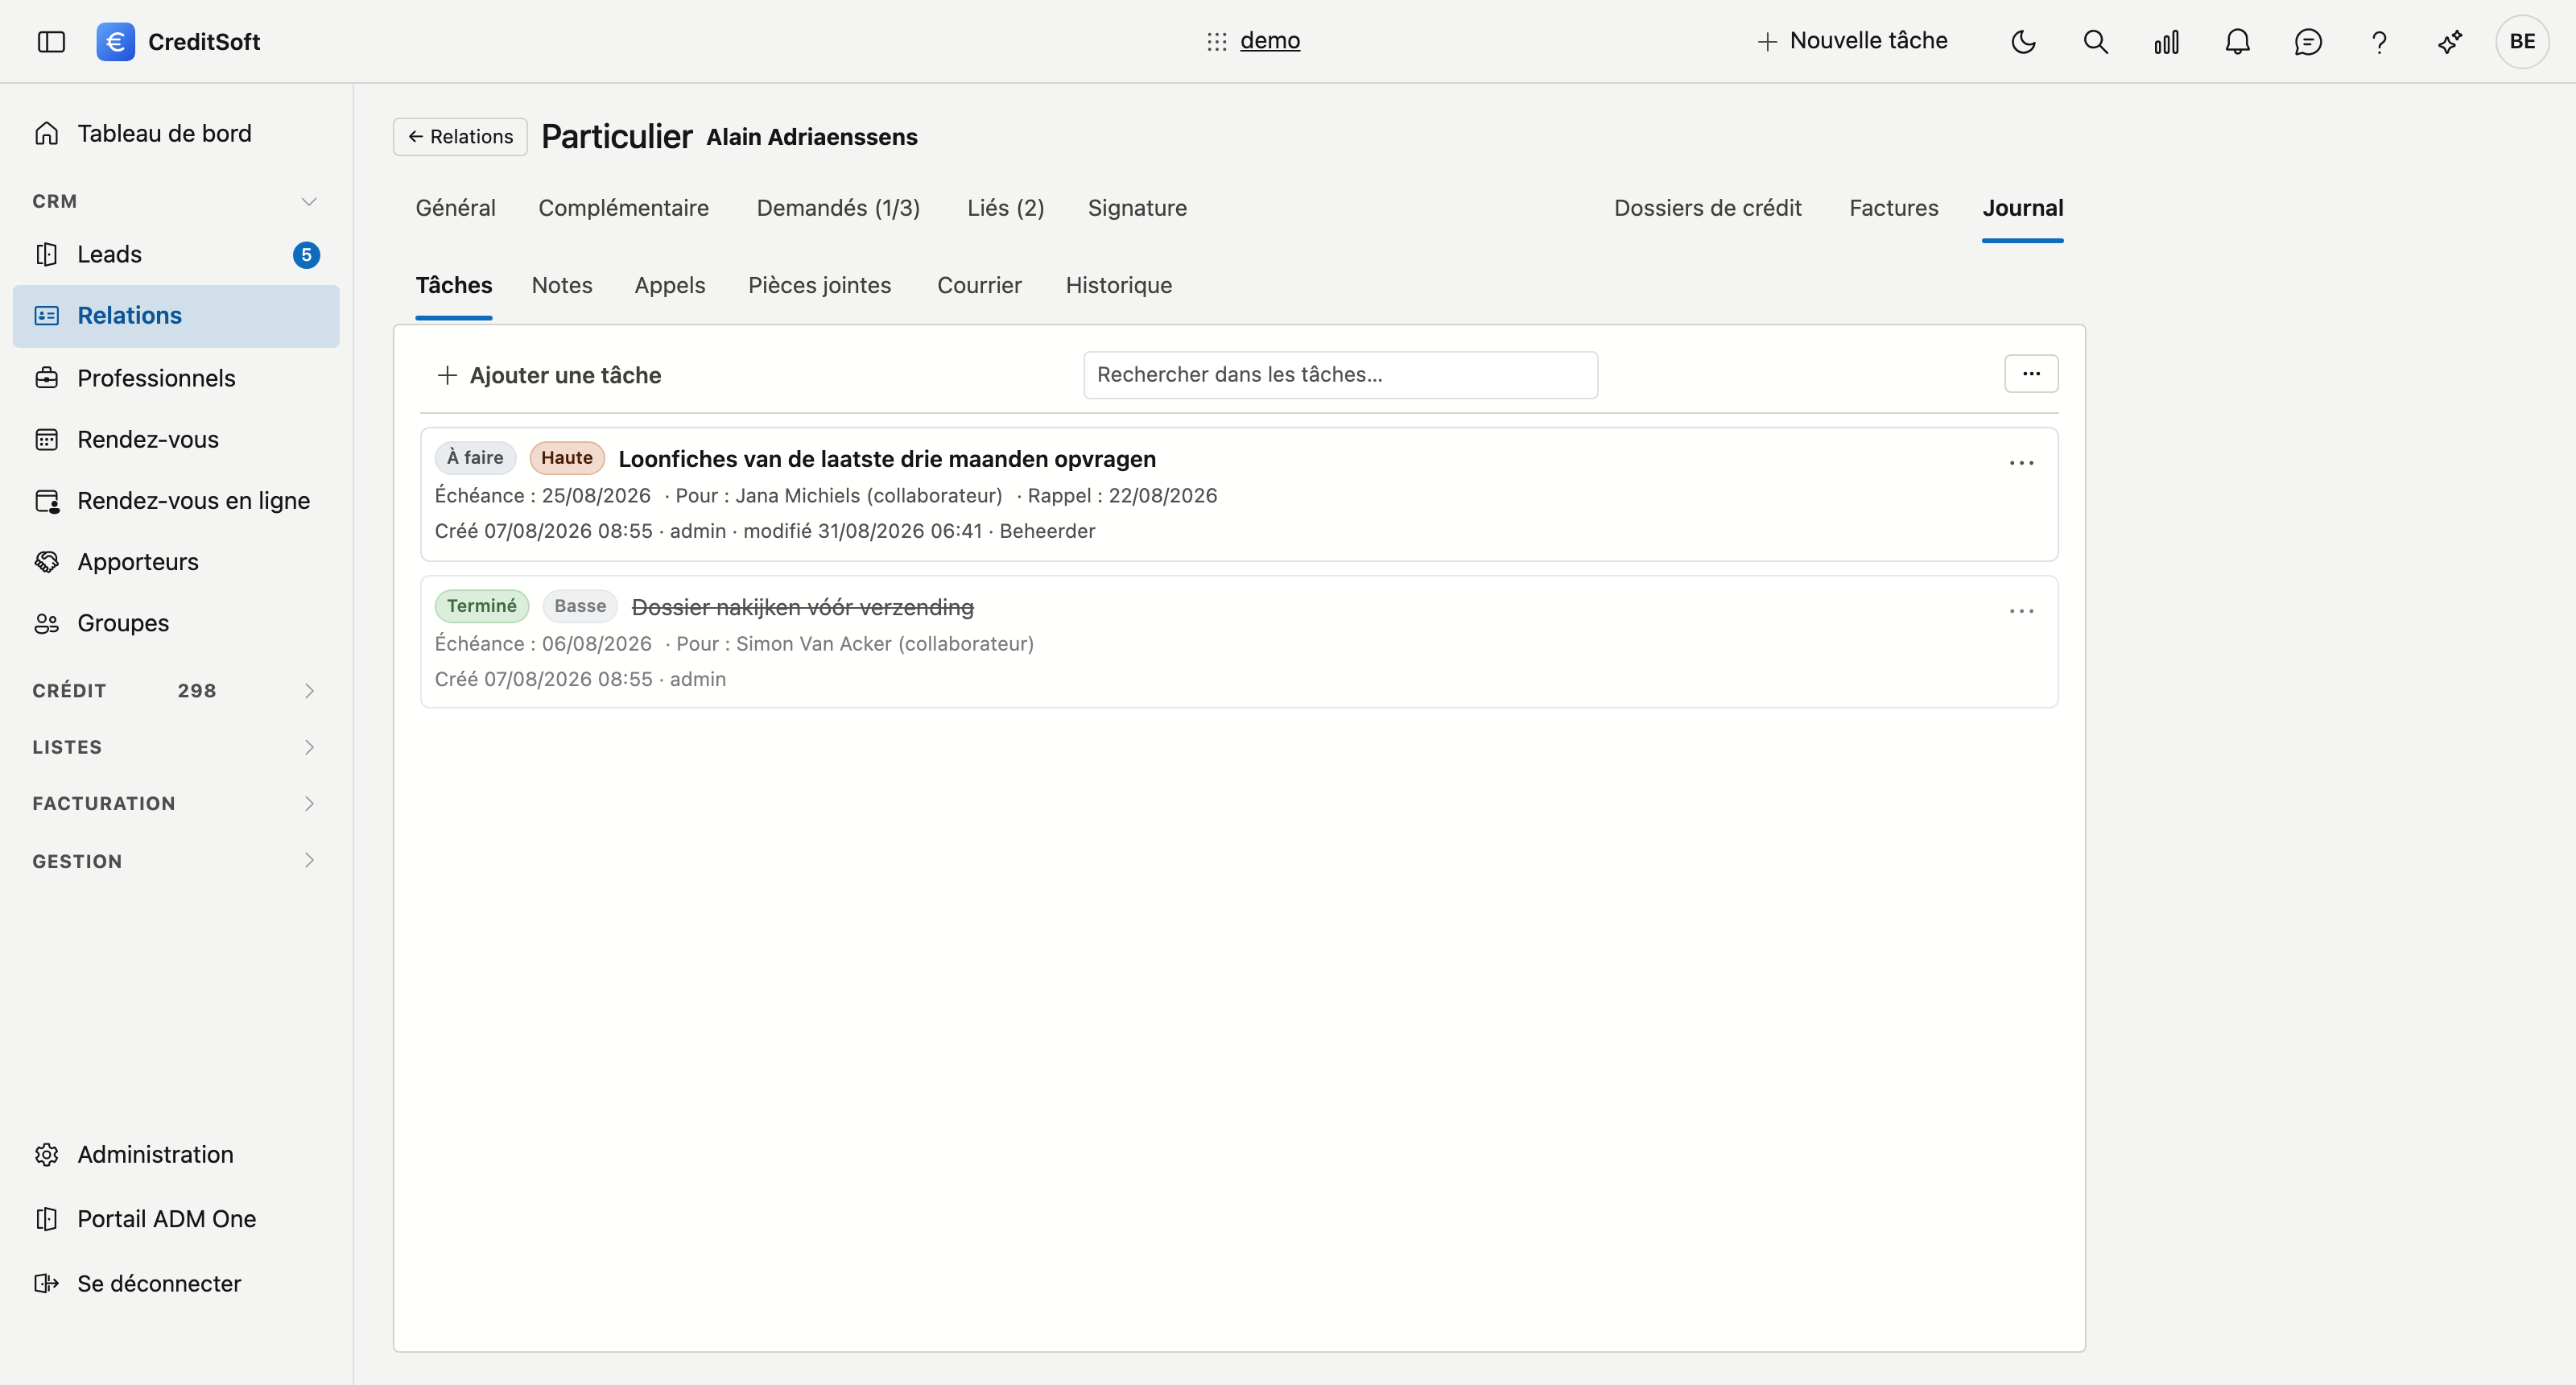 CreditSoft
demo
Nouvelle tâche
BE
Tableau de bord
CRM
Leads 5
Relations
Professionnels
Rendez-vous
Rendez-vous en ligne
Apporteurs
Groupes
CRÉDIT 298
LISTES
FACTURATION
GESTION
Administration
Portail ADM One
Se déconnecter
← Relations Particulier Alain Adriaenssens
Général Complémentaire Demandés (1/3) Liés (2) Signature Dossiers de crédit Factures Journal
Tâches Notes Appels Pièces jointes Courrier Historique
Ajouter une tâche Rechercher dans les tâches... ...
À faire Haute Loonfiches van de laatste drie maanden opvragen ...
Échéance : 25/08/2026 · Pour : Jana Michiels (collaborateur) · Rappel : 22/08/2026
Créé 07/08/2026 08:55 · admin · modifié 31/08/2026 06:41 · Beheerder
Terminé Basse Dossier nakijken vóór verzending ...
Échéance : 06/08/2026 · Pour : Simon Van Acker (collaborateur)
Créé 07/08/2026 08:55 · admin